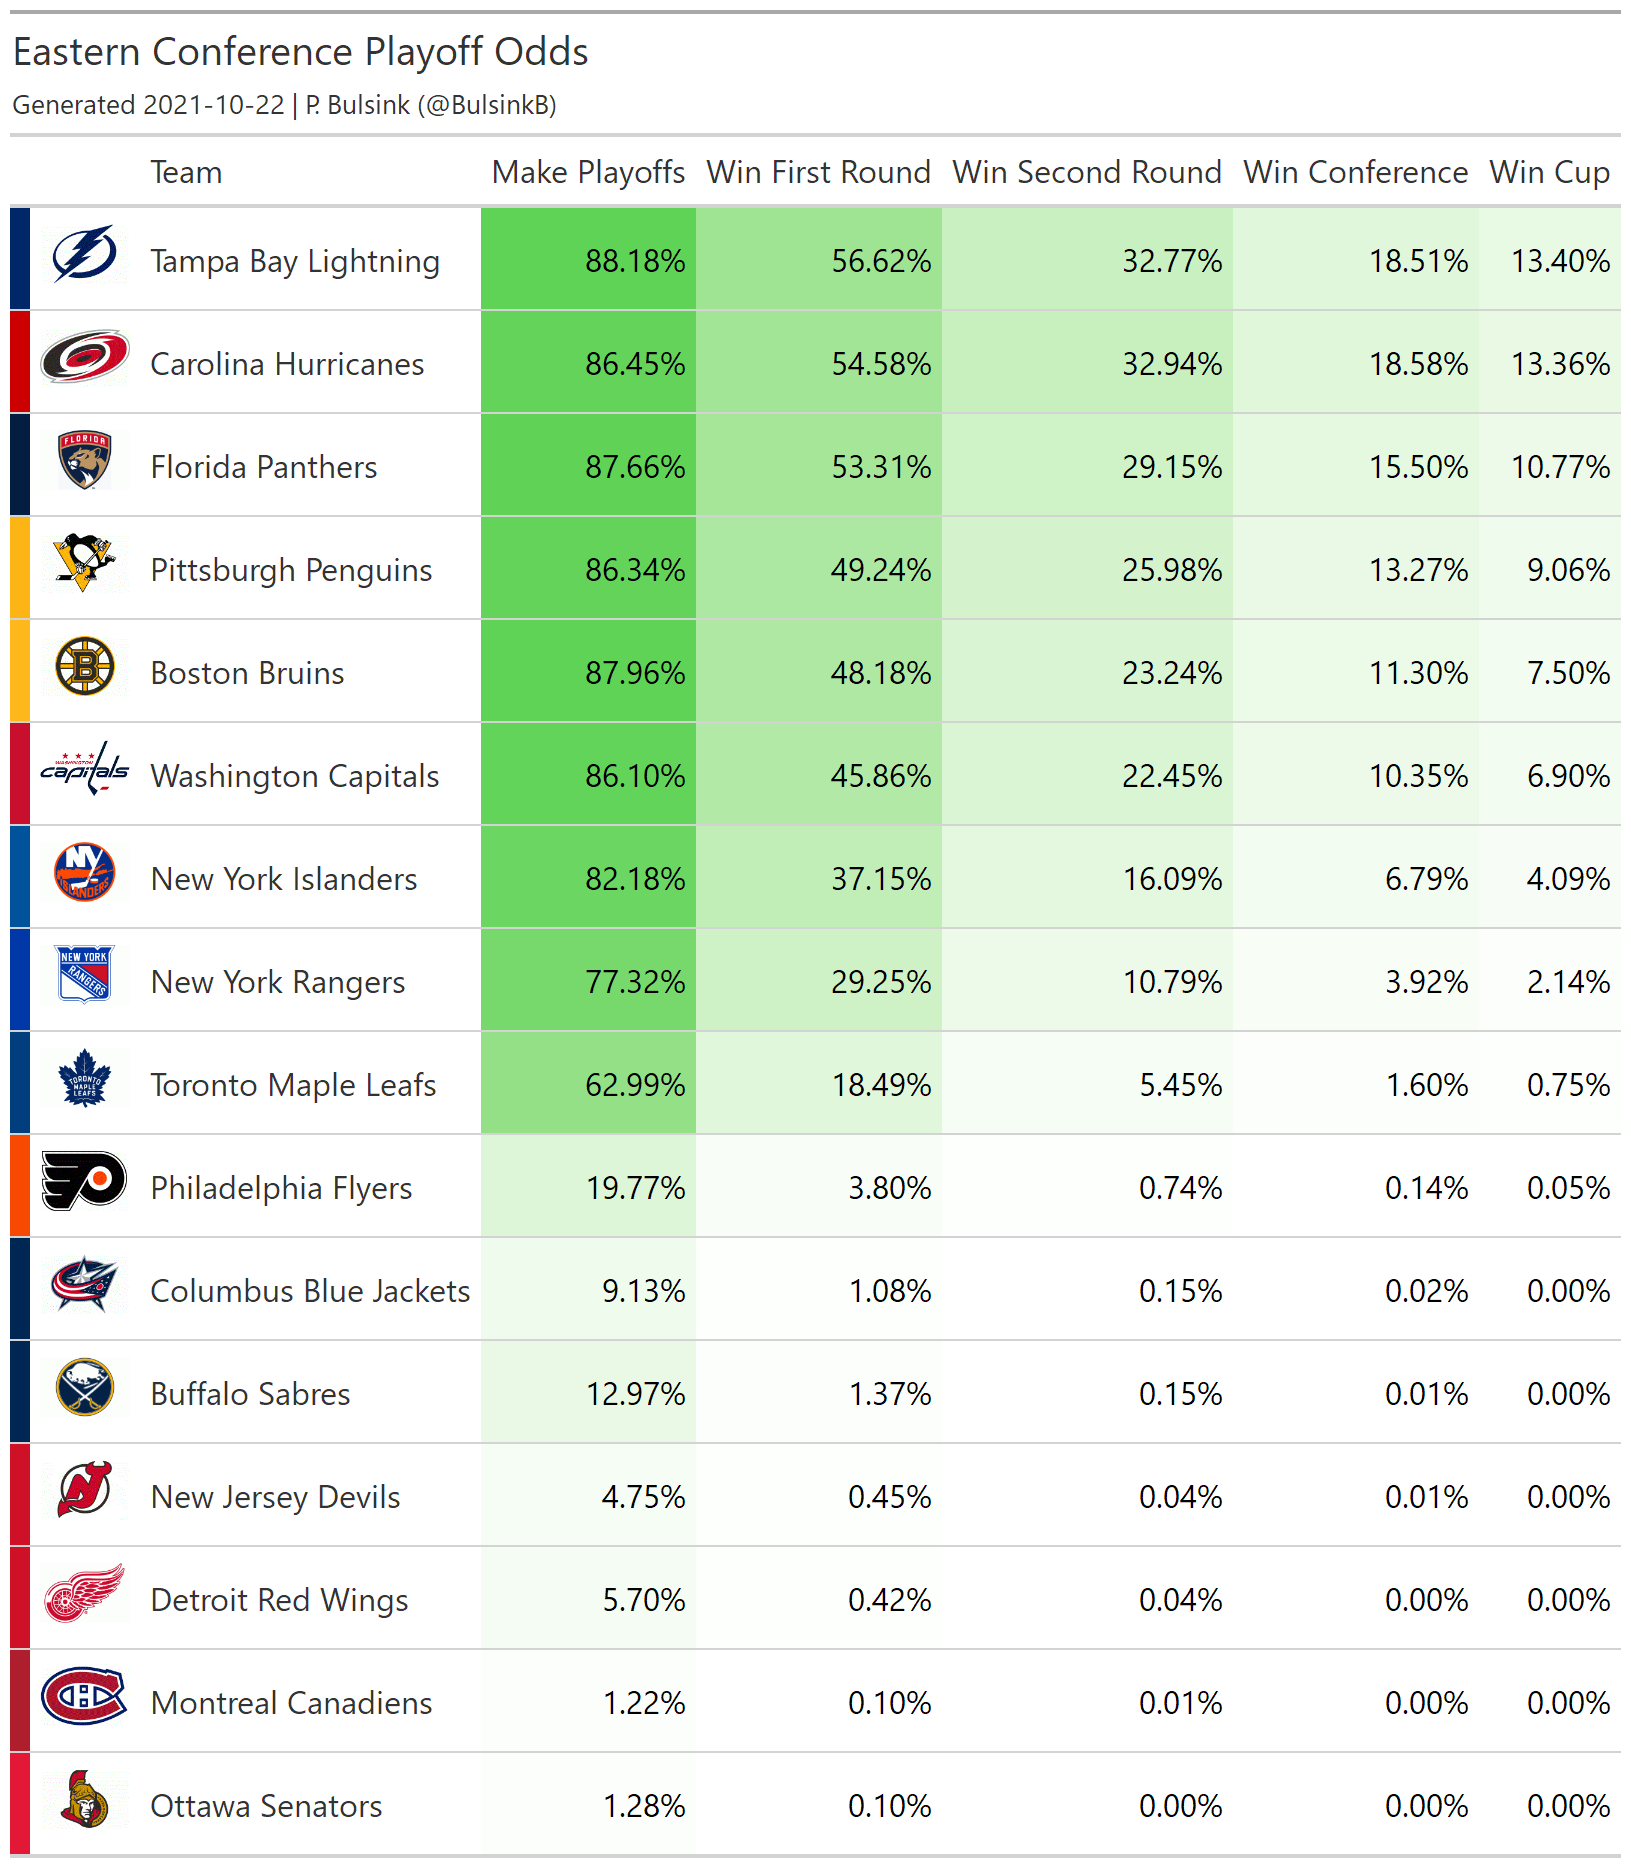 Eastern Conference Playoff Odds
Generated 2021-10-22 | P. Bulsink (@BulsinkB)
Team Make Playoffs Win First Round Win Second Round Win Conference Win Cup
Tampa Bay Lightning 88.18% 56.62% 32.77% 18.51% 13.40%
Carolina Hurricanes 86.45% 54.58% 32.94% 18.58% 13.36%
FLORIDA
Florida Panthers 87.66% 53.31% 29.15% 15.50% 10.77%
Pittsburgh Penguins 86.34% 49.24% 25.98% 13.27% 9.06%
B
Boston Bruins 87.96% 48.18% 23.24% 11.30% 7.50%
WASHINGTON
capitals
Washington Capitals 86.10% 45.86% 22.45% 10.35% 6.90%
NY
ISLANDERS
New York Islanders 82.18% 37.15% 16.09% 6.79% 4.09%
NEW YORK
RANGERS
New York Rangers 77.32% 29.25% 10.79% 3.92% 2.14%
TORONTO
MAPLE
LEAFS
Toronto Maple Leafs 62.99% 18.49% 5.45% 1.60% 0.75%
Philadelphia Flyers 19.77% 3.80% 0.74% 0.14% 0.05%
Columbus Blue Jackets 9.13% 1.08% 0.15% 0.02% 0.00%
Buffalo Sabres 12.97% 1.37% 0.15% 0.01% 0.00%
New Jersey Devils 4.75% 0.45% 0.04% 0.01% 0.00%
Detroit Red Wings 5.70% 0.42% 0.04% 0.00% 0.00%
Montreal Canadiens 1.22% 0.10% 0.01% 0.00% 0.00%
Ottawa Senators 1.28% 0.10% 0.00% 0.00% 0.00%